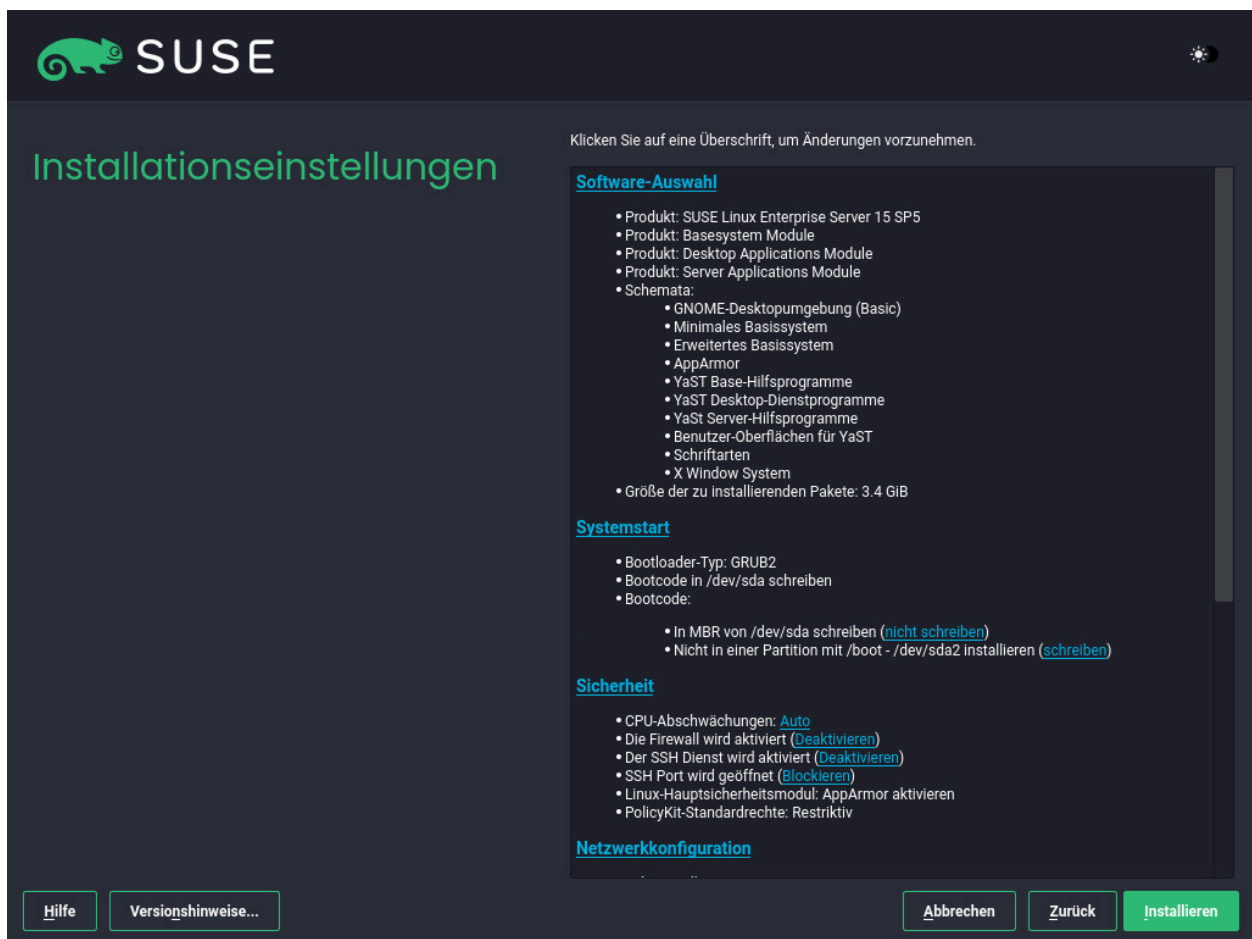 SUSE
Installationseinstellungen
Klicken Sie auf eine Überschrift, um Änderungen vorzunehmen.
Software-Auswahl
• Produkt: SUSE Linux Enterprise Server 15 SP5
• Produkt: Basesystem Module
• Produkt: Desktop Applications Module
• Produkt: Server Applications Module
• Schemata:
• GNOME-Desktopumgebung (Basic)
• Minimales Basissystem
• Erweitertes Basissystem
• AppArmor
• YaST Base-Hilfsprogramme
• YaST Desktop-Dienstprogramme
• YaSt Server-Hilfsprogramme
• Benutzer-Oberflächen für YaST
• Schriftarten
• X Window System
• Größe der zu installierenden Pakete: 3.4 GiB
Systemstart
• Bootloader-Typ: GRUB2
• Bootcode in /dev/sda schreiben
• Bootcode:
• In MBR von /dev/sda schreiben (nicht schreiben)
• Nicht in einer Partition mit /boot - /dev/sda2 installieren (schreiben)
Sicherheit
• CPU-Abschwächungen: Auto
• Die Firewall wird aktiviert (Deaktivieren)
• Der SSH Dienst wird aktiviert (Deaktivieren)
• SSH Port wird geöffnet (Blockieren)
• Linux-Hauptsicherheitsmodul: AppArmor aktivieren
• PolicyKit-Standardrechte: Restriktiv
Netzwerkkonfiguration
Hilfe
Versionshinweise...
Abbrechen
Zurück
Installieren